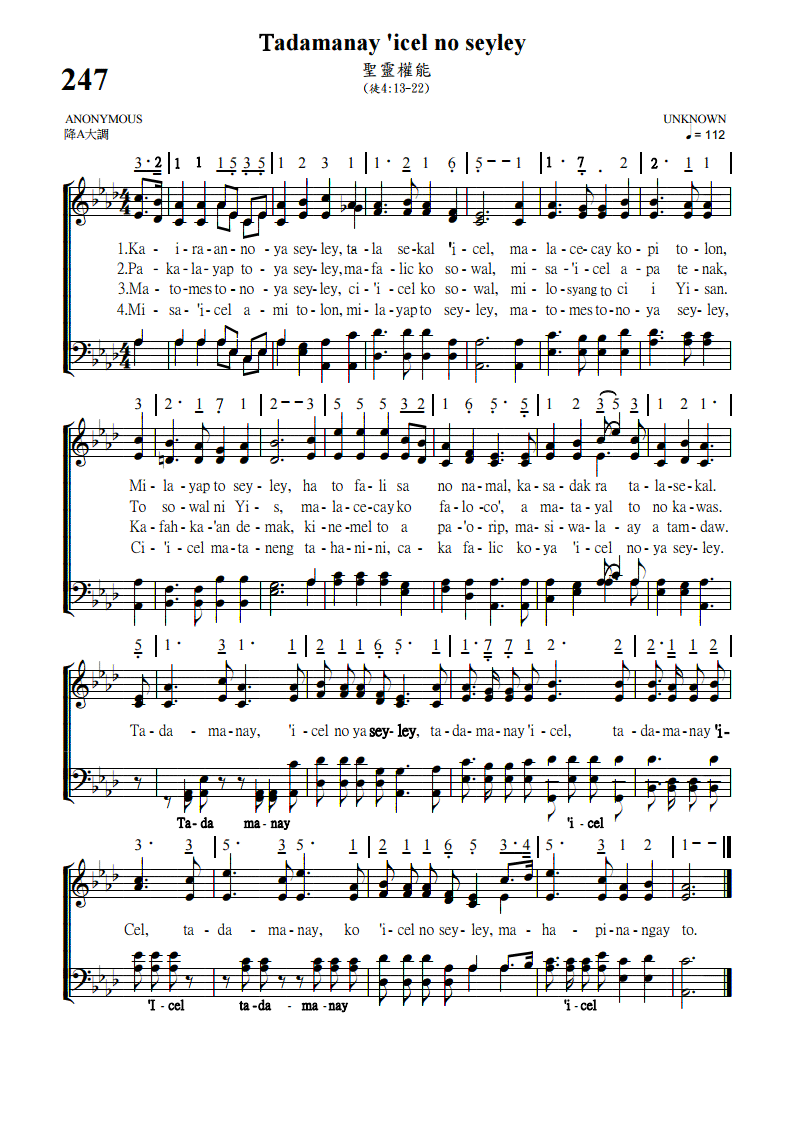 Tadamanay 'icel no seyley
247
聖靈權能
(徒4:13-22)
ANONYMOUS UNKNOWN
降A大調 ♩ = 112
3· 2 | 1 1 1 5 3 5 | 1 2 3 1 | 1· 2 1 6 | 5 - - 1 | 1· 7 . 2 | 2· 1 1 |
1.Ka - i-ra-an-no-ya sey-ley, ta-la se-kal 'i-cel, ma-la-ce-cay ko-pi to-lon,
2.Pa-ka-la-yap to-ya sey-ley, ma-fa-lic ko so-wal, mi-sa-'i-cel a-pa te-nak,
3.Ma-to-mes to-no-ya sey-ley, ci-'i-cel ko so-wal, mi-lo-syang to ci i Yi-san.
4.Mi-sa-'i-cel a-mi to-lon, mi-la-yap to sey-ley, ma-to-mes to-no-ya sey-ley,
3 | 2· 1 7 1 | 2 - - 3 | 5 5 5 3 2 | 1 6 5· 5 | 1 2 3 5 3 | 1 2 1· |
Mi-la-yap to sey-ley, ha to fa-li sa no na-mal, ka-sa-dak ra ta-la-se-kal.
To so-wal ni Yi-s, ma-la-ce-cay ko fa-lo-co', a ma-ta-yal to no ka-was.
Ka-fah-ka-'an de-mak, ki-ne-mel to a pa-'o-rip, ma-si-wa-la-ay a tam-daw.
Ci-'i-cel ma-ta-neng ta-ha-ni-ni, ca-ka fa-lic ko-ya 'i-cel no-ya sey-ley.
5 | 1· 3 1· 1 | 2 1 1 6 5· 1 | 1· 7 7 1 2· 2 | 2· 1 1 2
Ta-da-ma-nay, 'i-cel no ya sey-ley, ta-da-ma-nay 'i-cel, ta-da-ma-nay 'i-
Ta-da ma-nay 'i-cel
3· 3 | 5· 3 5· 1 | 2 1 1 6 5 3·4 | 5· 3 1 2 | 1 - - ||
Cel, ta-da-ma-nay, ko 'i-cel no sey-ley, ma-ha-pi-na-ngay to.
'I-cel ta-da-ma-nay 'i-cel